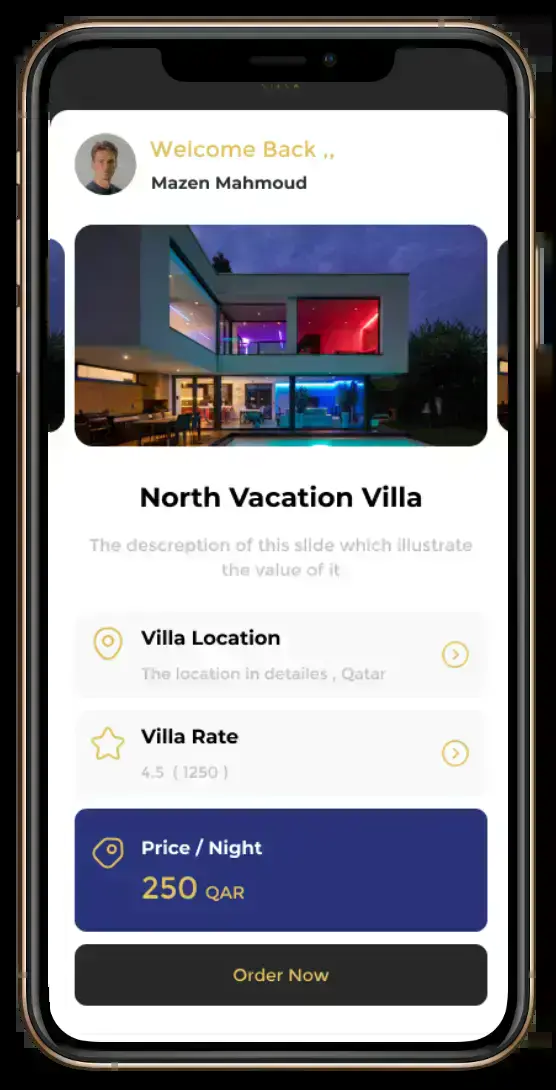 Welcome Back ,,
Mazen Mahmoud
North Vacation Villa
The descreption of this slide which illustrate
the value of it
Villa Location
The location in detailes , Qatar
Villa Rate
4.5 ( 1250 )
Price / Night
250 QAR
Order Now